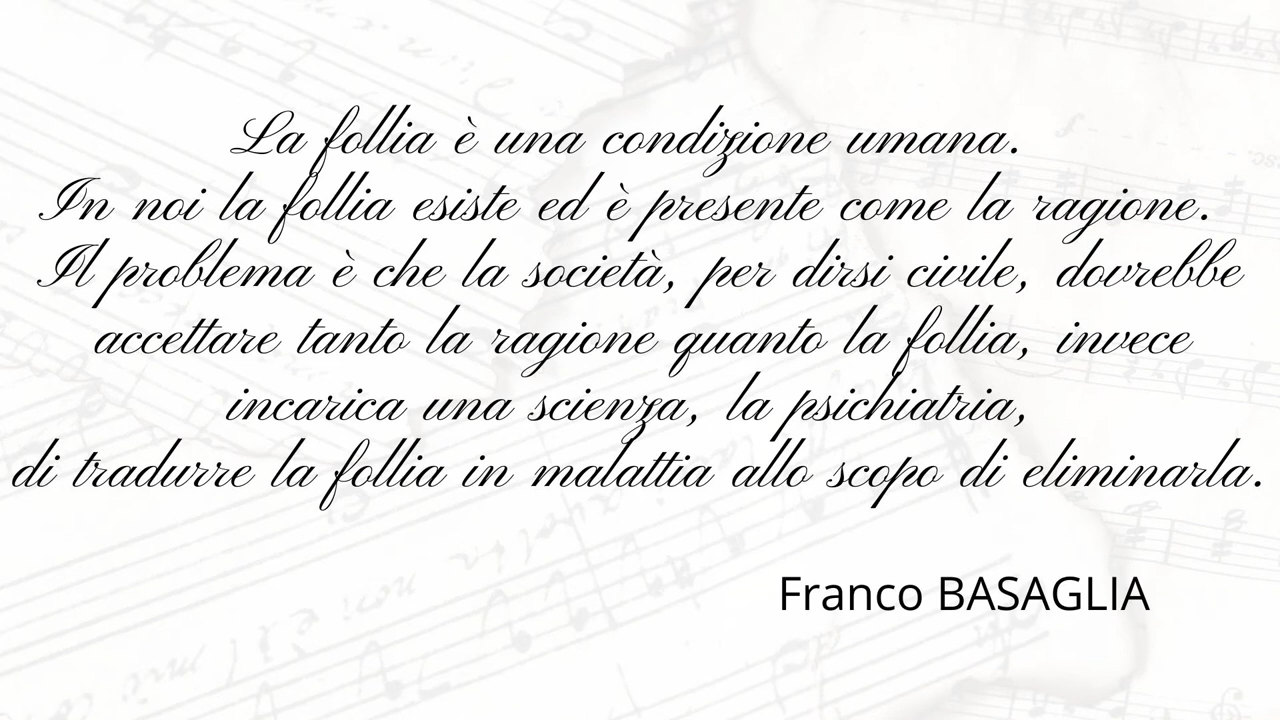 La follia è una condizione umana.
In noi la follia esiste ed è presente come la ragione.
Il problema è che la società, per dirsi civile, dovrebbe
accettare tanto la ragione quanto la follia, invece
incarica una scienza, la psichiatria,
di tradurre la follia in malattia allo scopo di eliminarla.
Franco BASAGLIA